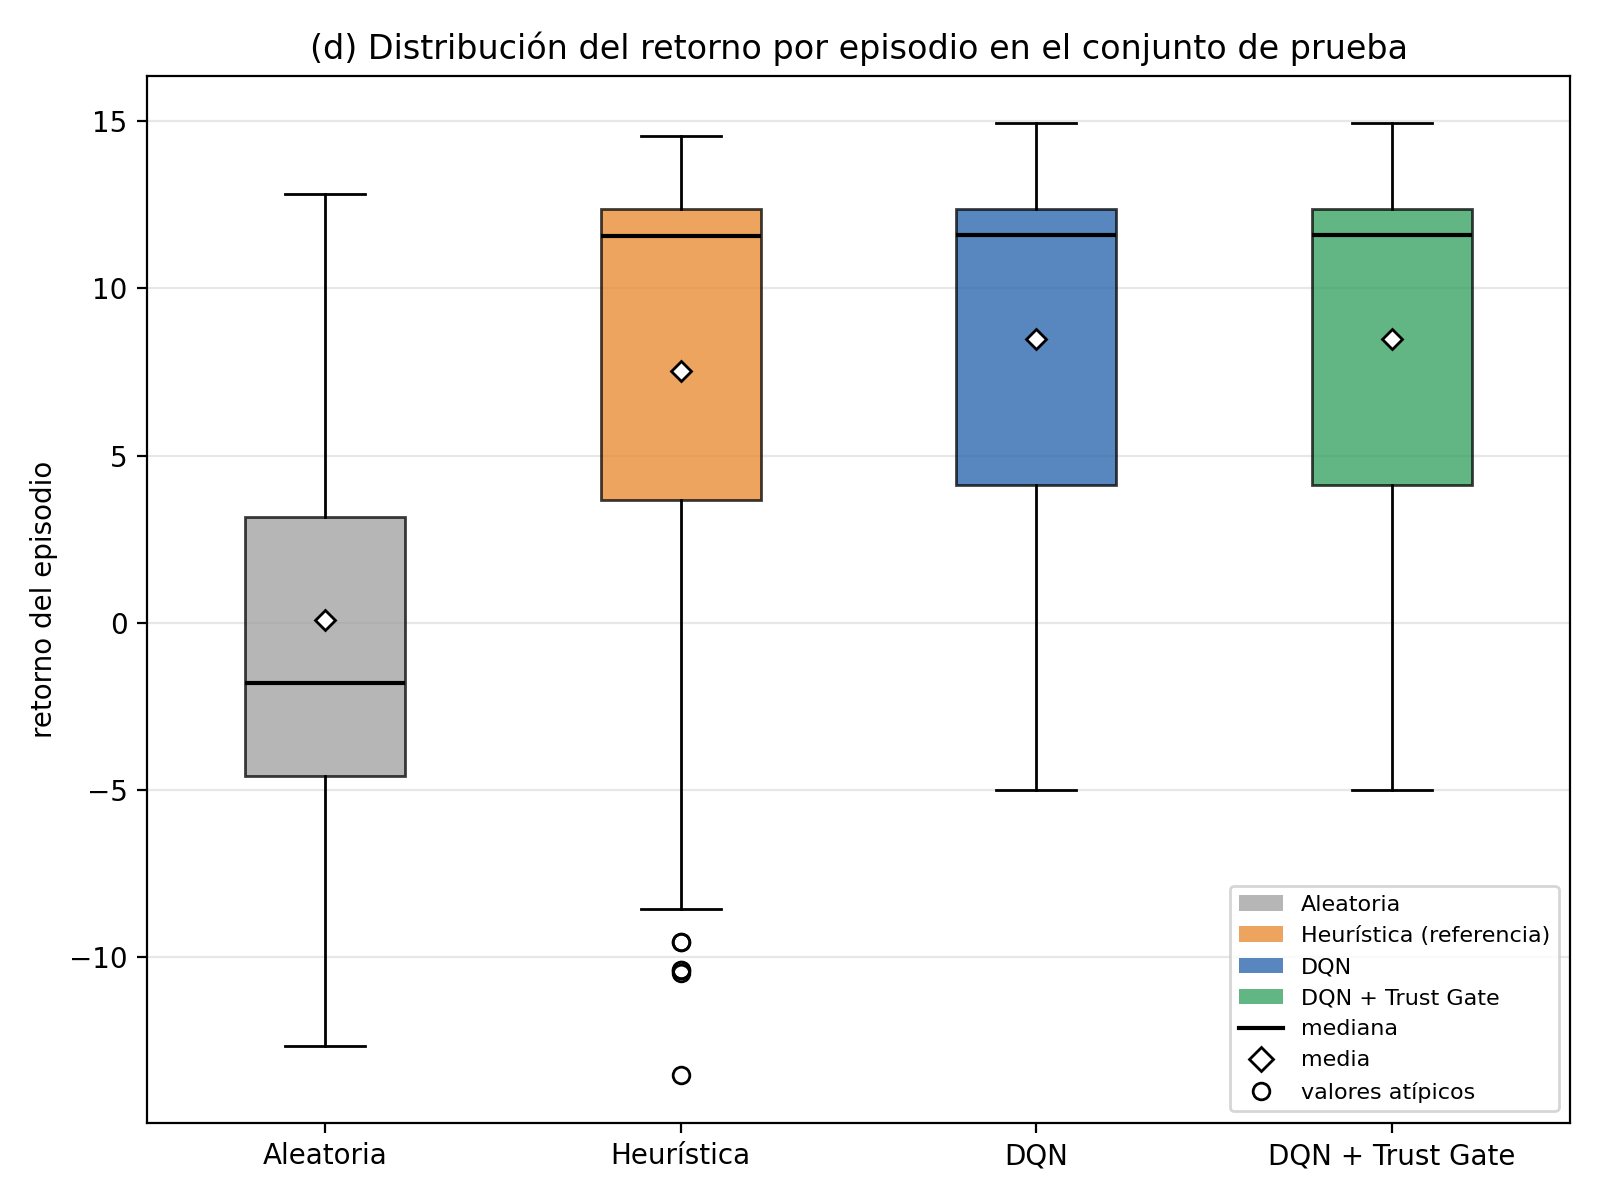 (d) Distribución del retorno por episodio en el conjunto de prueba
retorno del episodio
15
10
5
0
−5
−10
Aleatoria
Heurística (referencia)
DQN
DQN + Trust Gate
mediana
media
valores atípicos
Aleatoria
Heurística
DQN
DQN + Trust Gate